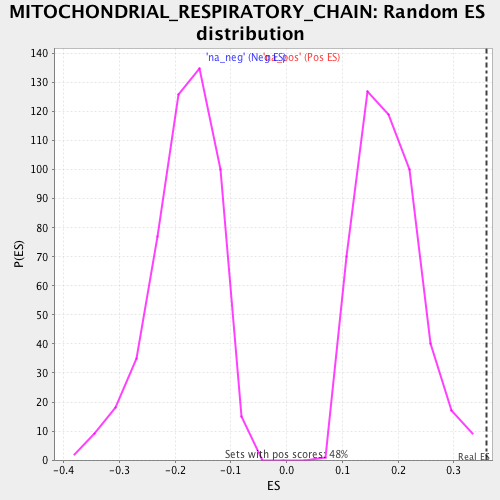 MITOCHONDRIAL_RESPIRATORY_CHAIN: Random ES
distribution
'na_neg' (Neg ES)
'na_pos' (Pos ES)
140
130
120
110
100
90
80
70
60
50
40
30
20
10
0
P(ES)
Sets with pos scores: 48%
Real ES
-0.4
-0.3
-0.2
-0.1
0.0
0.1
0.2
0.3
ES